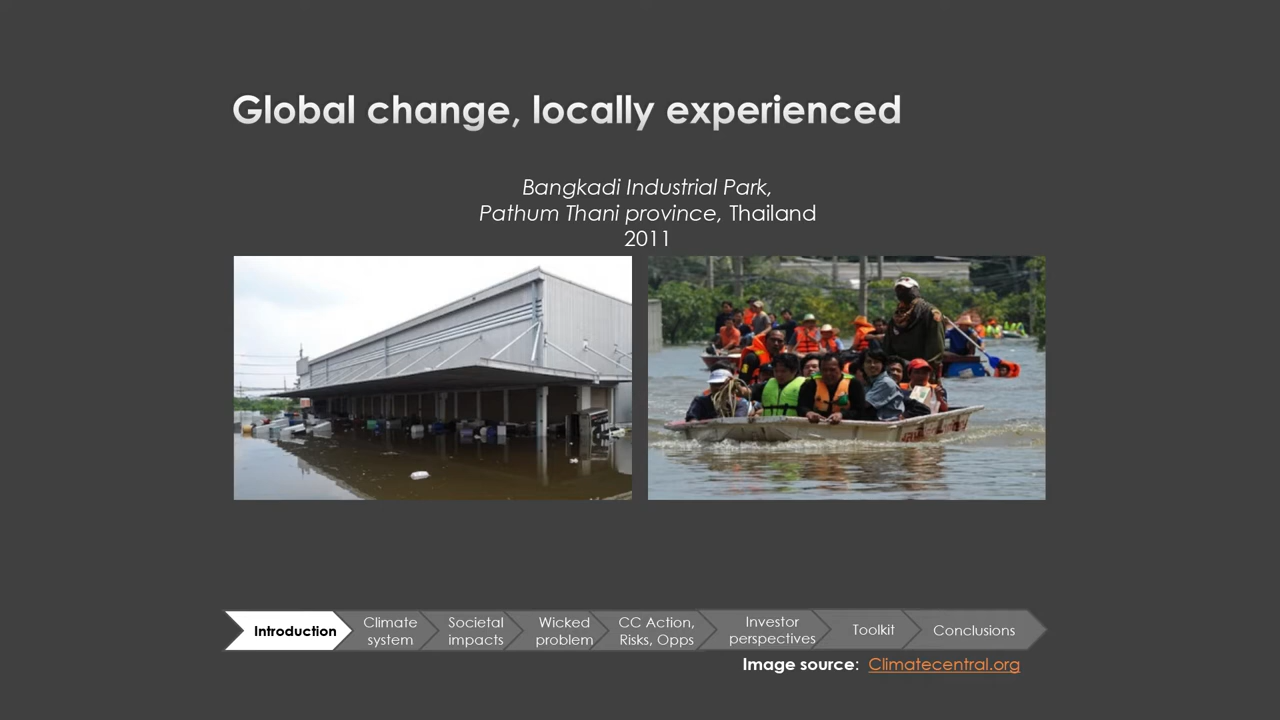 Global change, locally experienced
Bangkadi Industrial Park,
Pathum Thani province, Thailand
2011
Introduction
Climate
system
Societal
impacts
Wicked
problem
CC Action,
Risks, Opps
Investor
perspectives
Toolkit
Conclusions
Image source: Climatecentral.org